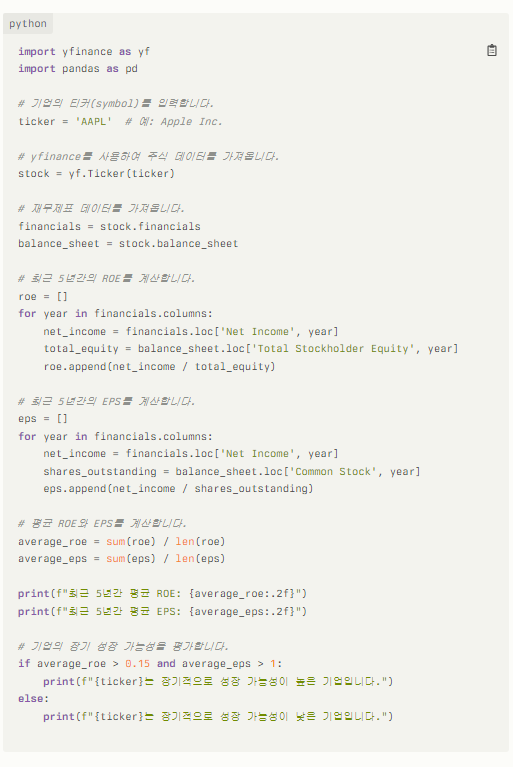 python
import yfinance as yf
import pandas as pd
# 기업의 티커(symbol)를 입력합니다.
ticker = 'AAPL'  # 예: Apple Inc.
# yfinance를 사용하여 주식 데이터를 가져옵니다.
stock = yf.Ticker(ticker)
# 재무제표 데이터를 가져옵니다.
financials = stock.financials
balance_sheet = stock.balance_sheet
# 최근 5년간의 ROE를 계산합니다.
roe = []
for year in financials.columns:
    net_income = financials.loc['Net Income', year]
    total_equity = balance_sheet.loc['Total Stockholder Equity', year]
    roe.append(net_income / total_equity)
# 최근 5년간의 EPS를 계산합니다.
eps = []
for year in financials.columns:
    net_income = financials.loc['Net Income', year]
    shares_outstanding = balance_sheet.loc['Common Stock', year]
    eps.append(net_income / shares_outstanding)
# 평균 ROE와 EPS를 계산합니다.
average_roe = sum(roe) / len(roe)
average_eps = sum(eps) / len(eps)
print(f"최근 5년간 평균 ROE: {average_roe:.2f}")
print(f"최근 5년간 평균 EPS: {average_eps:.2f}")
# 기업의 장기 성장 가능성을 평가합니다.
if average_roe > 0.15 and average_eps > 1:
    print(f"{ticker}는 장기적으로 성장 가능성이 높은 기업입니다.")
else:
    print(f"{ticker}는 장기적으로 성장 가능성이 낮은 기업입니다.")